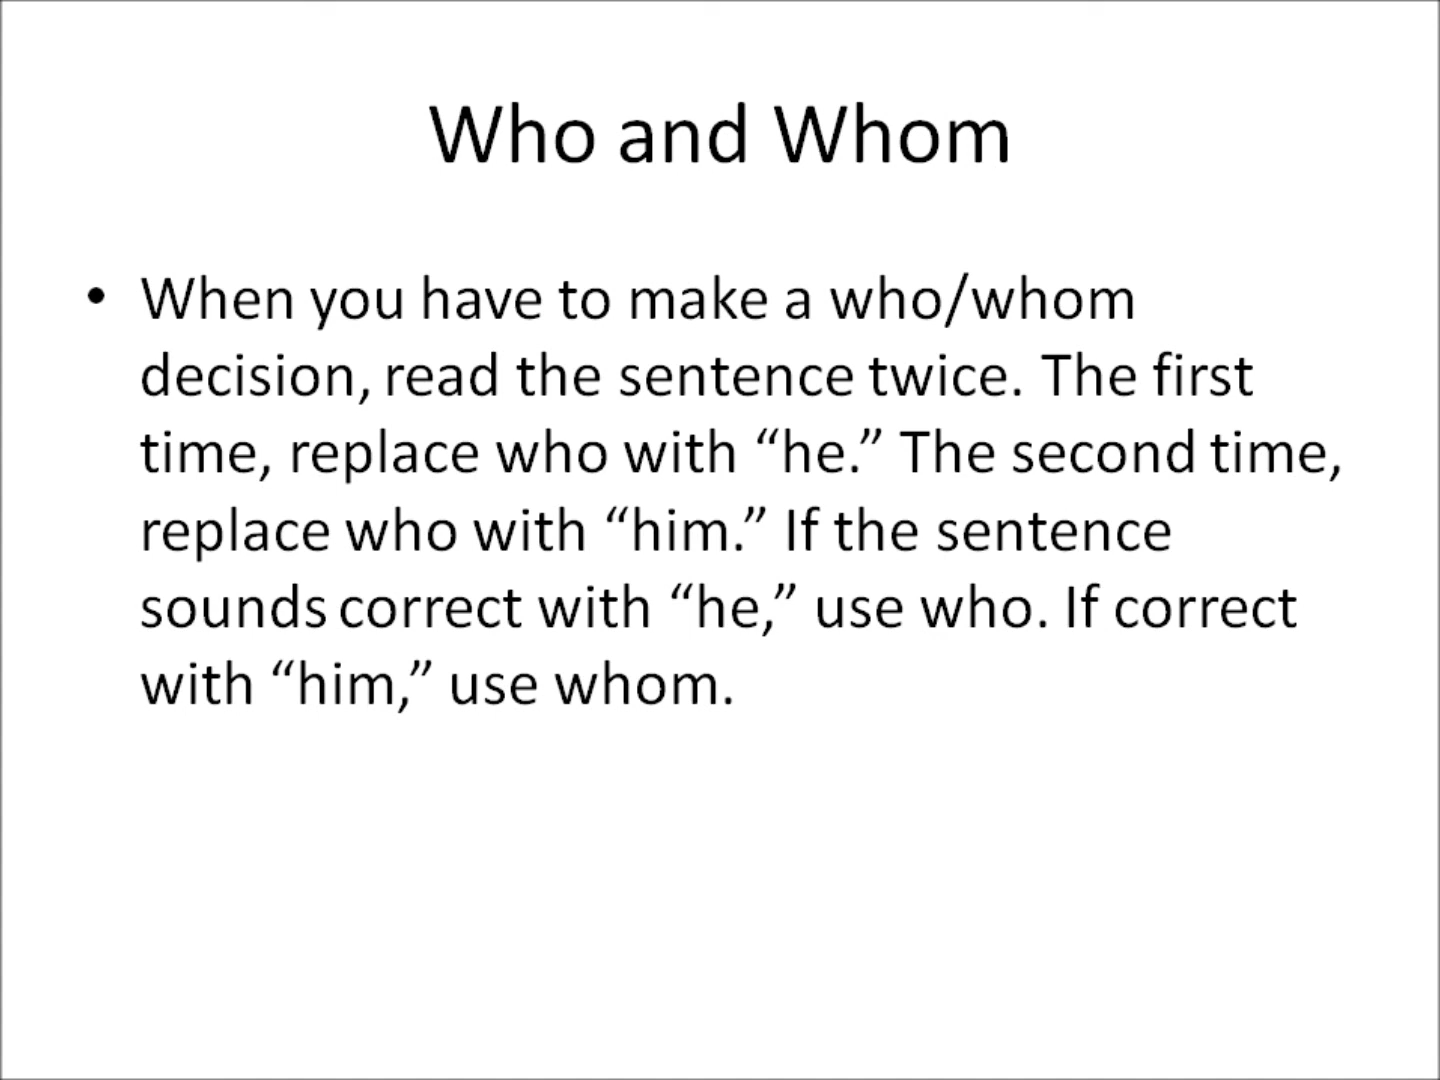 Who and Whom
• When you have to make a who/whom
decision, read the sentence twice. The first
time, replace who with “he.” The second time,
replace who with “him.” If the sentence
sounds correct with “he,” use who. If correct
with “him,” use whom.